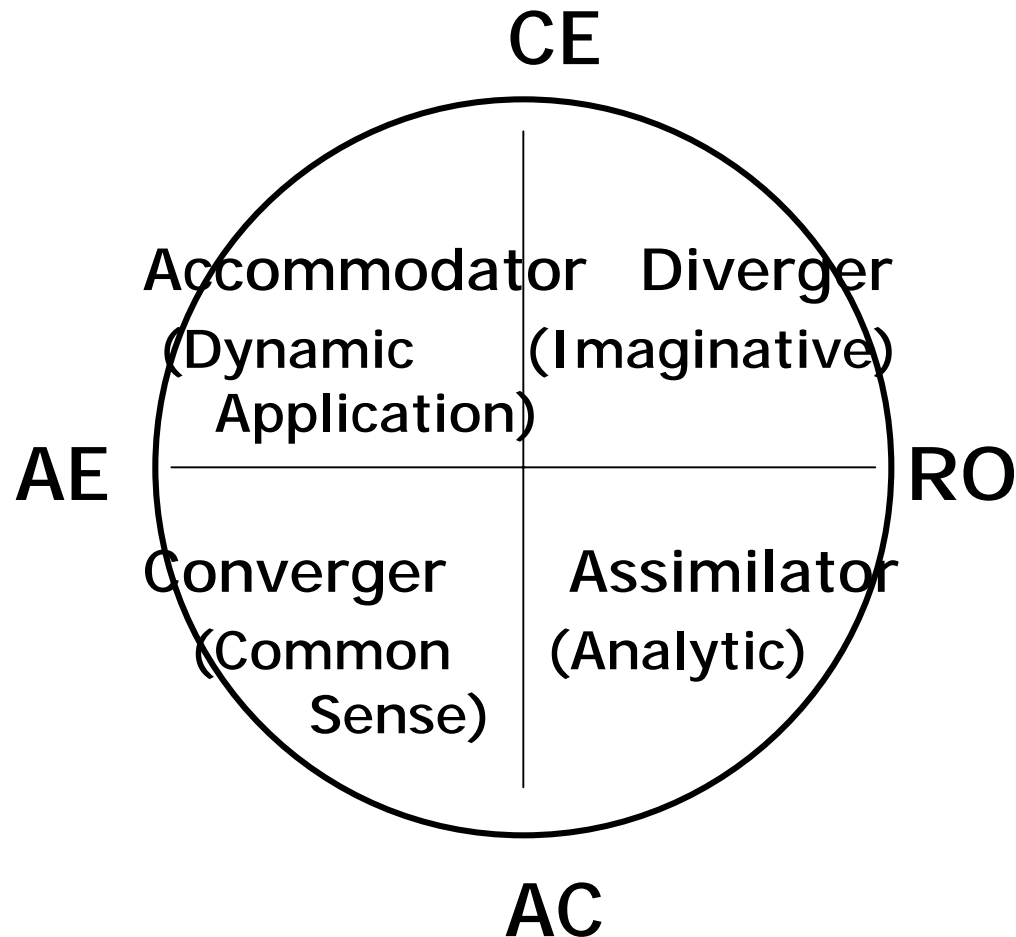 CE
Accommodator Diverger
(Dynamic (Imaginative)
Application)
AE RO
Converger Assimilator
(Common (Analytic)
Sense)
AC